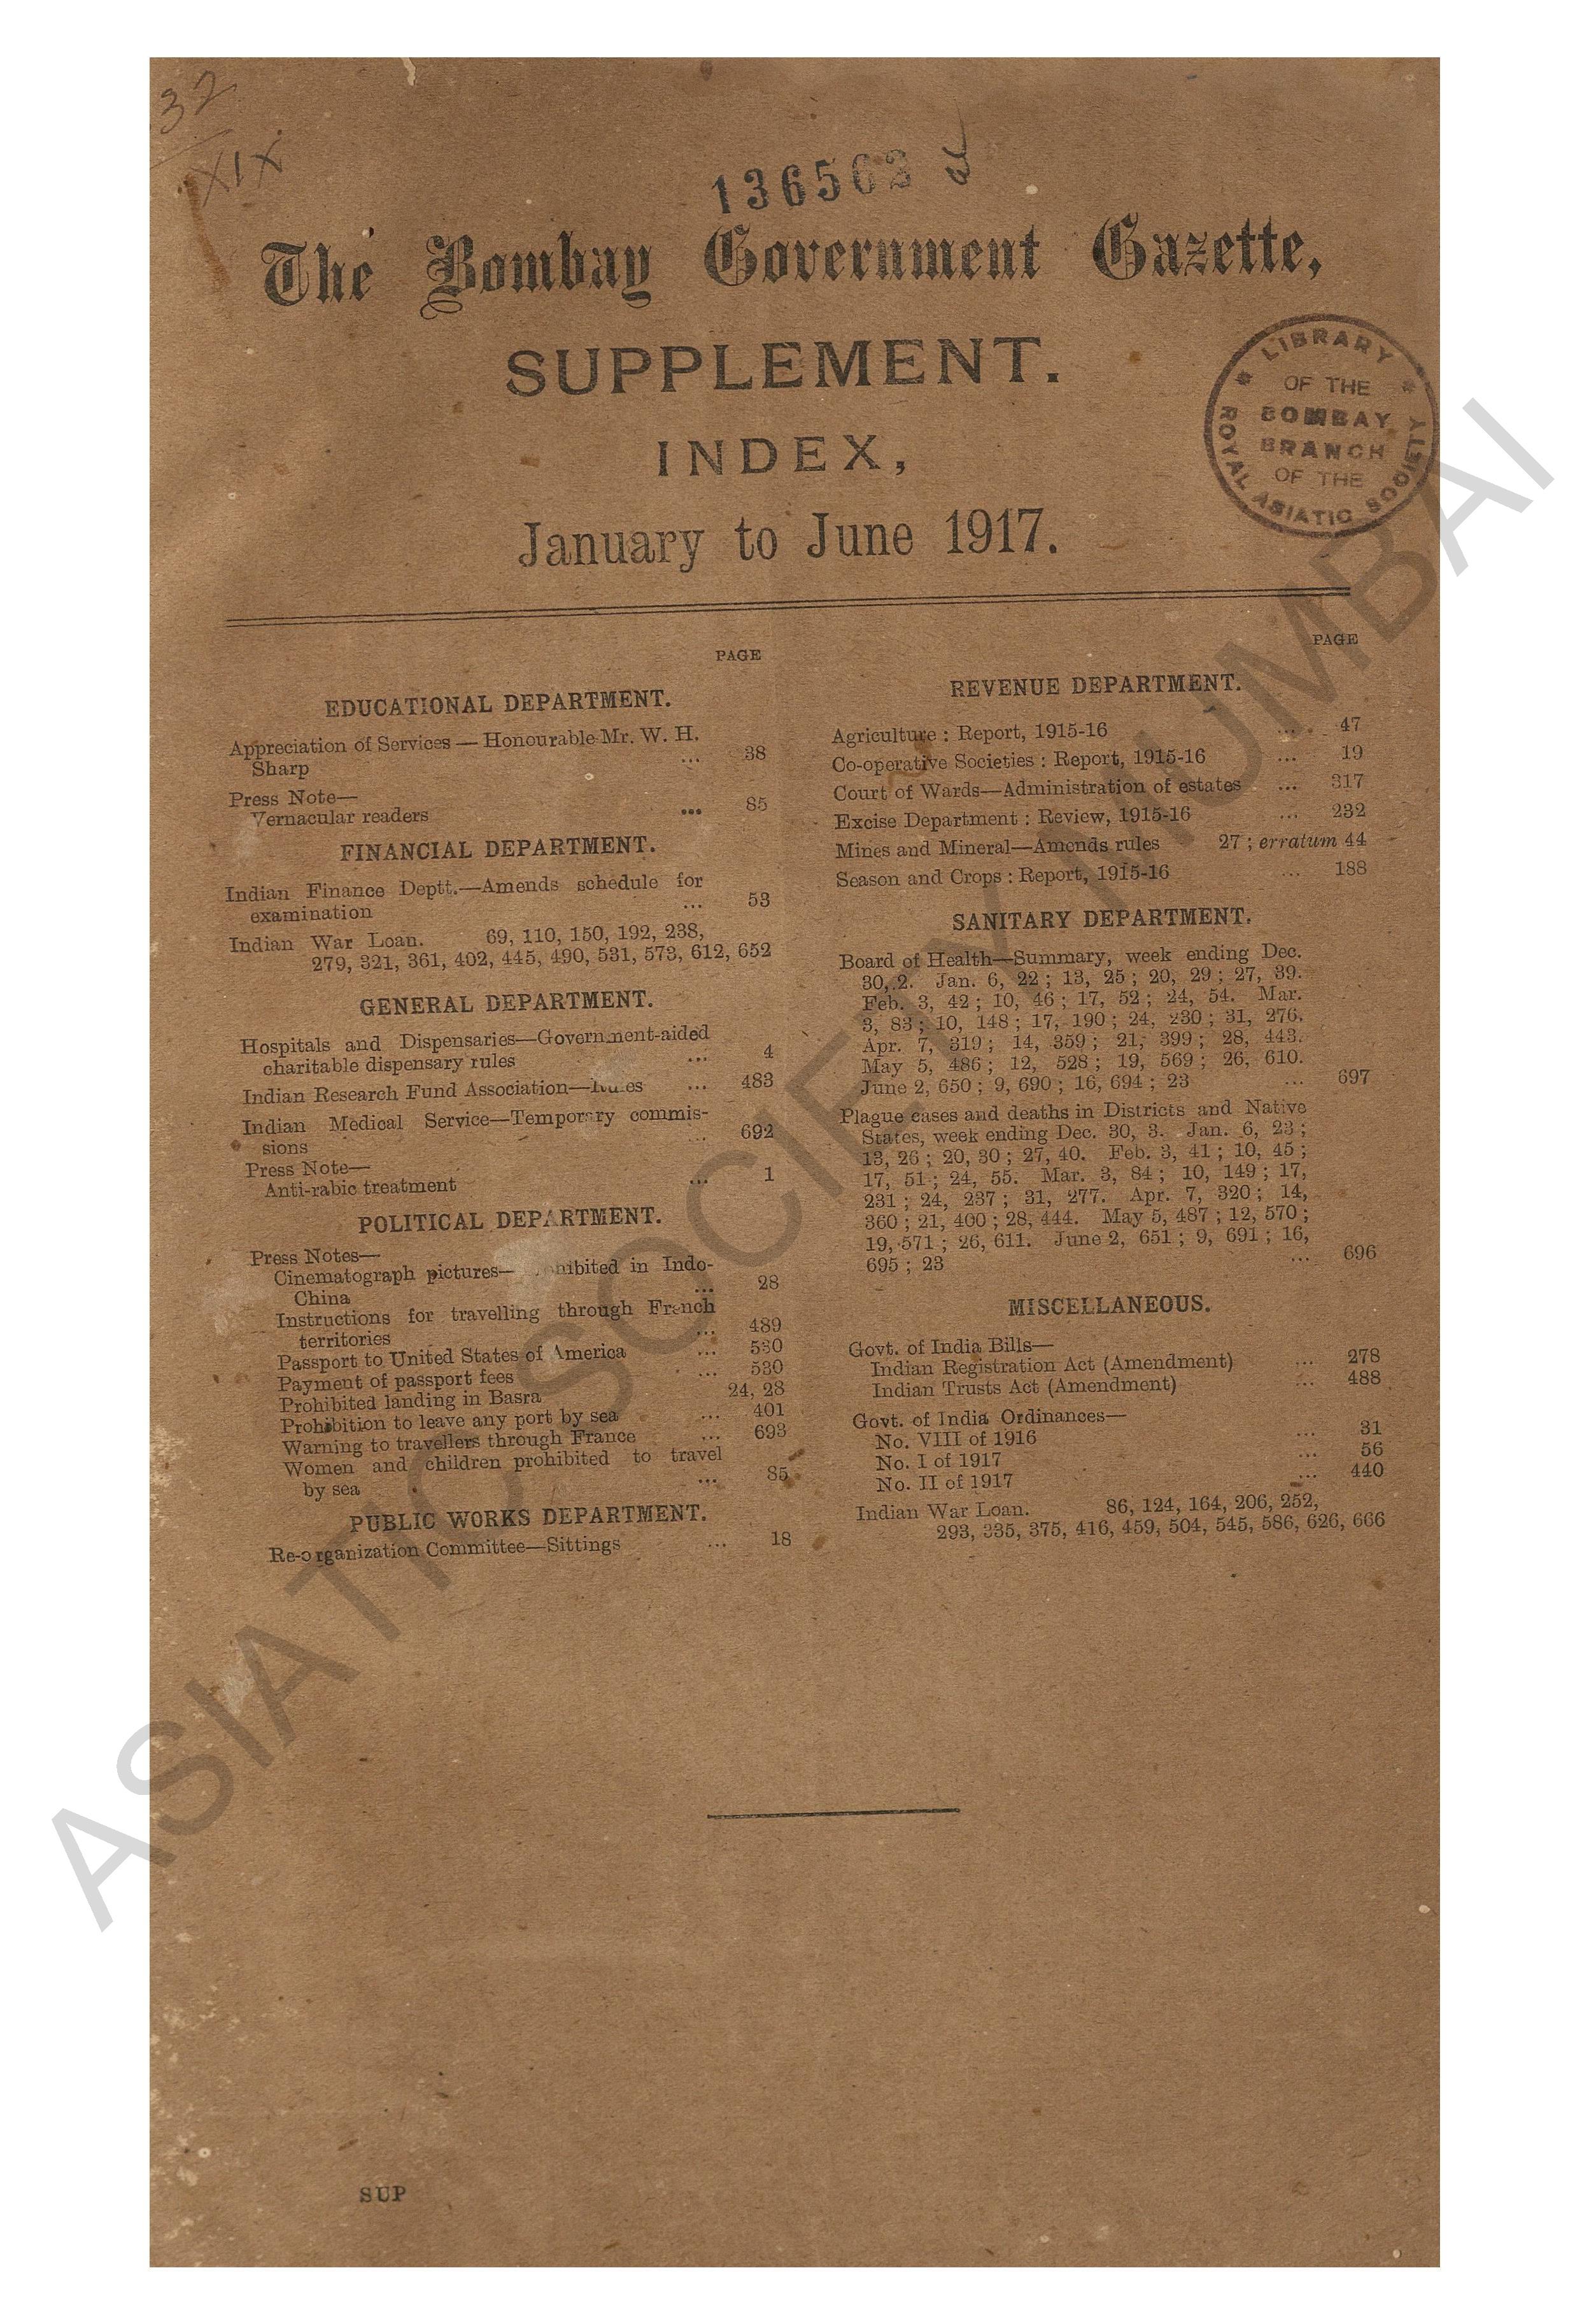 32
XIX
136562
The Bombay Government Gazette,
SUPPLEMENT.
INDEX,
January to June 1917.
LIBRARY
OF THE
BOMBAY
BRANCH
OF THE
ROYAL ASIATIC SOCIETY
PAGE
EDUCATIONAL DEPARTMENT.
Appreciation of Services — Honourable Mr. W. H.
Sharp ... 38
Press Note—
Vernacular readers ... 85
FINANCIAL DEPARTMENT.
Indian Finance Deptt.—Amends schedule for
examination ... 53
Indian War Loan. 69, 110, 150, 192, 238,
279, 321, 361, 402, 445, 490, 531, 573, 612, 652
GENERAL DEPARTMENT.
Hospitals and Dispensaries—Government-aided
charitable dispensary rules ... 4
Indian Research Fund Association—Rules ... 483
Indian Medical Service—Temporary commis-
sions ... 692
Press Note—
Anti-rabic treatment ... 1
POLITICAL DEPARTMENT.
Press Notes—
Cinematograph pictures— hibited in Indo-
China ... 28
Instructions for travelling through French
territories ... 489
Passport to United States of America ... 530
Payment of passport fees ... 530
Prohibited landing in Basra 24, 28
Prohibition to leave any port by sea ... 401
Warning to travellers through France ... 693
Women and children prohibited to travel
by sea ... 85
PUBLIC WORKS DEPARTMENT.
Re-organization Committee—Sittings ... 18
PAGE
REVENUE DEPARTMENT.
Agriculture : Report, 1915-16 ... 47
Co-operative Societies : Report, 1915-16 ... 19
Court of Wards—Administration of estates ... 317
Excise Department : Review, 1915-16 ... 232
Mines and Mineral—Amends rules 27 ; erratum 44
Season and Crops : Report, 1915-16 ... 188
SANITARY DEPARTMENT.
Board of Health—Summary, week ending Dec.
30, 2. Jan. 6, 22 ; 13, 25 ; 20, 29 ; 27, 39.
Feb. 3, 42 ; 10, 46 ; 17, 52 ; 24, 54. Mar.
3, 83 ; 10, 148 ; 17, 190 ; 24, 230 ; 31, 276.
Apr. 7, 319 ; 14, 359 ; 21, 399 ; 28, 443.
May 5, 486 ; 12, 528 ; 19, 569 ; 26, 610.
June 2, 650 ; 9, 690 ; 16, 694 ; 23 ... 697
Plague cases and deaths in Districts and Native
States, week ending Dec. 30, 3. Jan. 6, 23 ;
13, 26 ; 20, 30 ; 27, 40. Feb. 3, 41 ; 10, 45 ;
17, 51 ; 24, 55. Mar. 3, 84 ; 10, 149 ; 17,
231 ; 24, 237 ; 31, 277. Apr. 7, 320 ; 14,
360 ; 21, 400 ; 28, 444. May 5, 487 ; 12, 570 ;
19, 571 ; 26, 611. June 2, 651 ; 9, 691 ; 16,
695 ; 23 ... 696
MISCELLANEOUS.
Govt. of India Bills—
Indian Registration Act (Amendment) ... 278
Indian Trusts Act (Amendment) ... 488
Govt. of India Ordinances—
No. VIII of 1916 ... 31
No. I of 1917 ... 56
No. II of 1917 ... 440
Indian War Loan. 86, 124, 164, 206, 252,
293, 335, 375, 416, 459, 504, 545, 586, 626, 666
SUP
ASIATIC SOCIETY MUMBAI